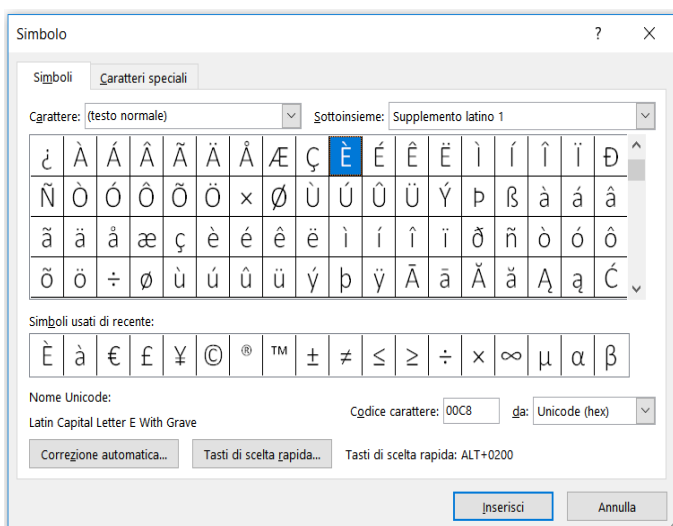 Simbolo ? ×
Simboli Caratteri speciali
Carattere: (testo normale) Sottoinsieme: Supplemento latino 1
¿ À Á Â Ã Ä Å Æ Ç È É Ê Ë Ì Í Î Ï Đ
Ñ Ò Ó Ô Õ Ö × Ø Ù Ú Û Ü Ý Þ ß à á â
ã ä å æ ç è é ê ë ì í î ï ð ñ ò ó ô
õ ö ÷ ø ù ú û ü ý þ ÿ Ā ā Ă ă Ą ą Ć
Simboli usati di recente:
È à € £ ¥ © ® ™ ± ≠ ≤ ≥ ÷ × ∞ µ α β
Nome Unicode:
Latin Capital Letter E With Grave
Codice carattere: 00C8 da: Unicode (hex)
Correzione automatica... Tasti di scelta rapida... Tasti di scelta rapida: ALT+0200
Inserisci Annulla